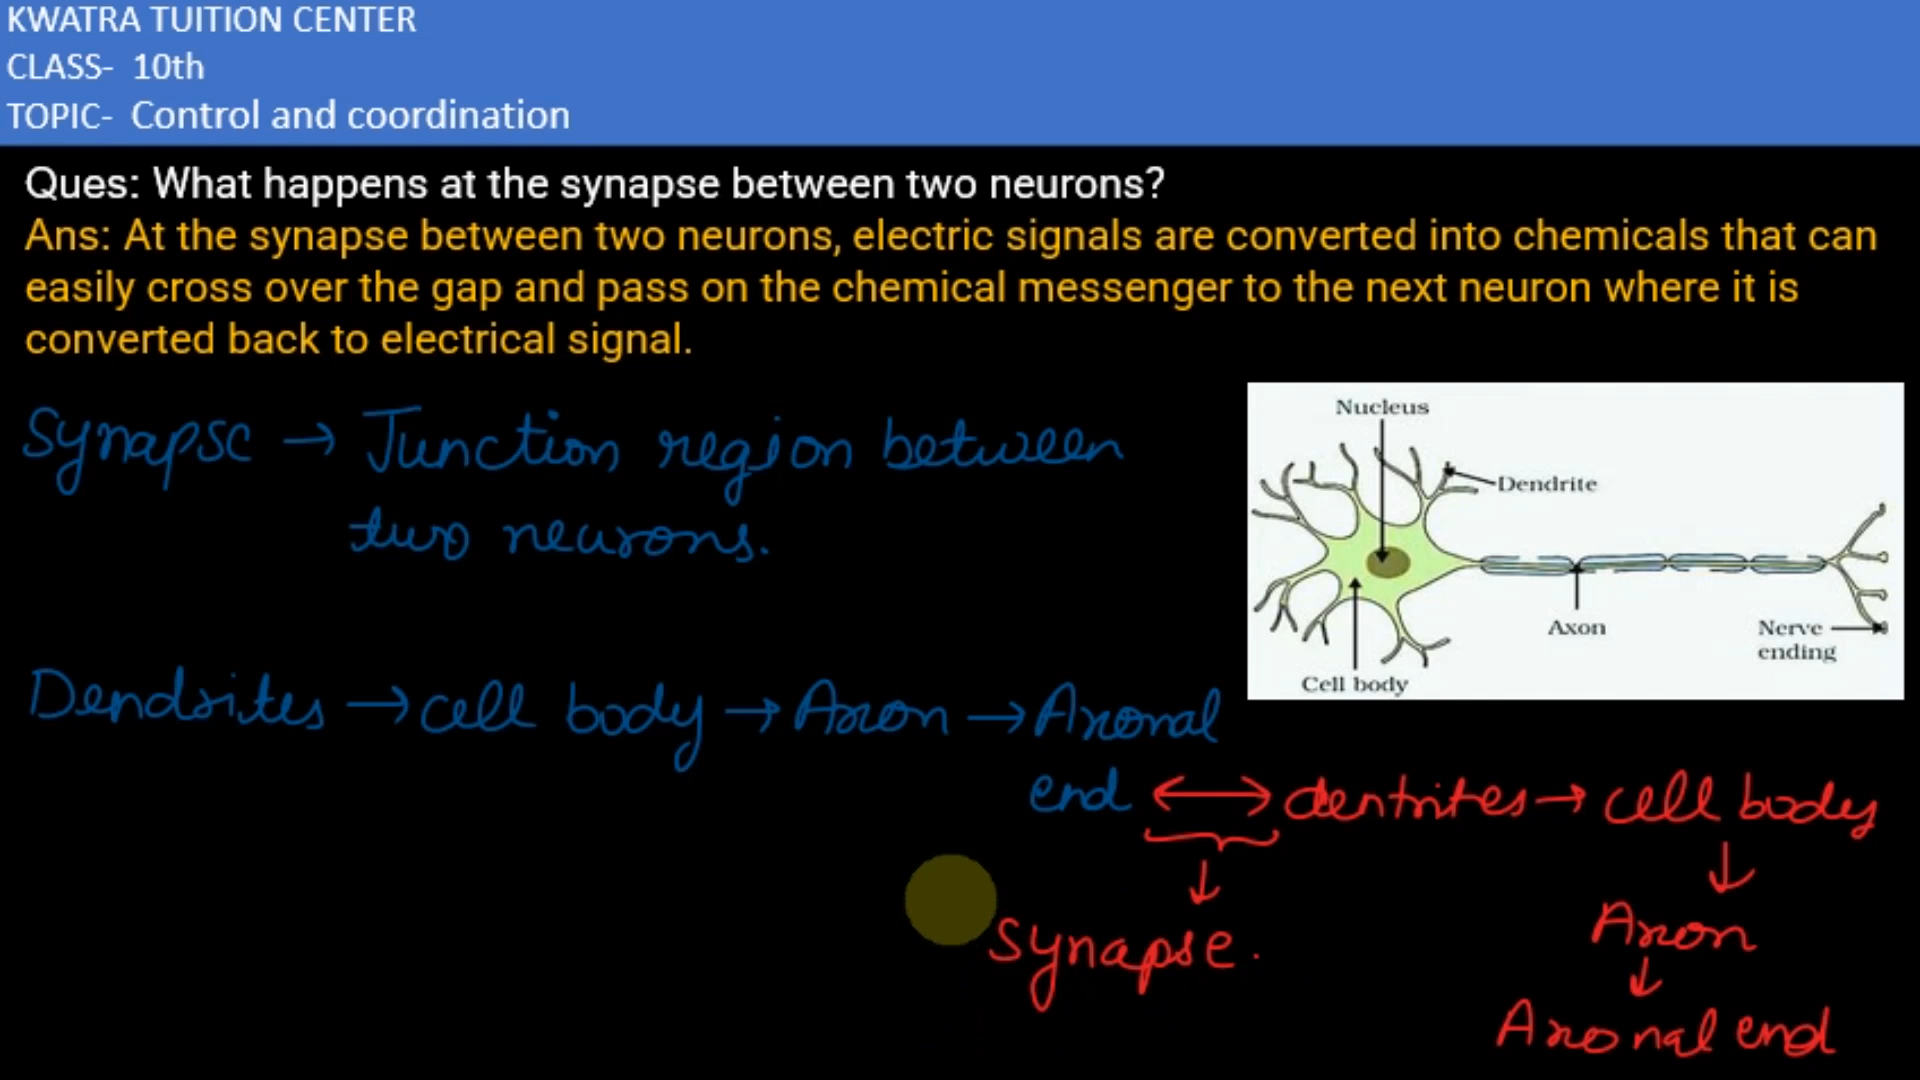 KWATRA TUITION CENTER
CLASS- 10th
TOPIC- Control and coordination
Ques: What happens at the synapse between two neurons?
Ans: At the synapse between two neurons, electric signals are converted into chemicals that can
easily cross over the gap and pass on the chemical messenger to the next neuron where it is
converted back to electrical signal.
Synapse → Junction region between
two neurons.
Nucleus
Dendrite
Axon
Nerve
ending
Cell body
Dendrites → cell body → Axon → Axonal
end ⟷ dentrites → cell body
↓ ↓
Synapse. Axon
↓
Axonal end